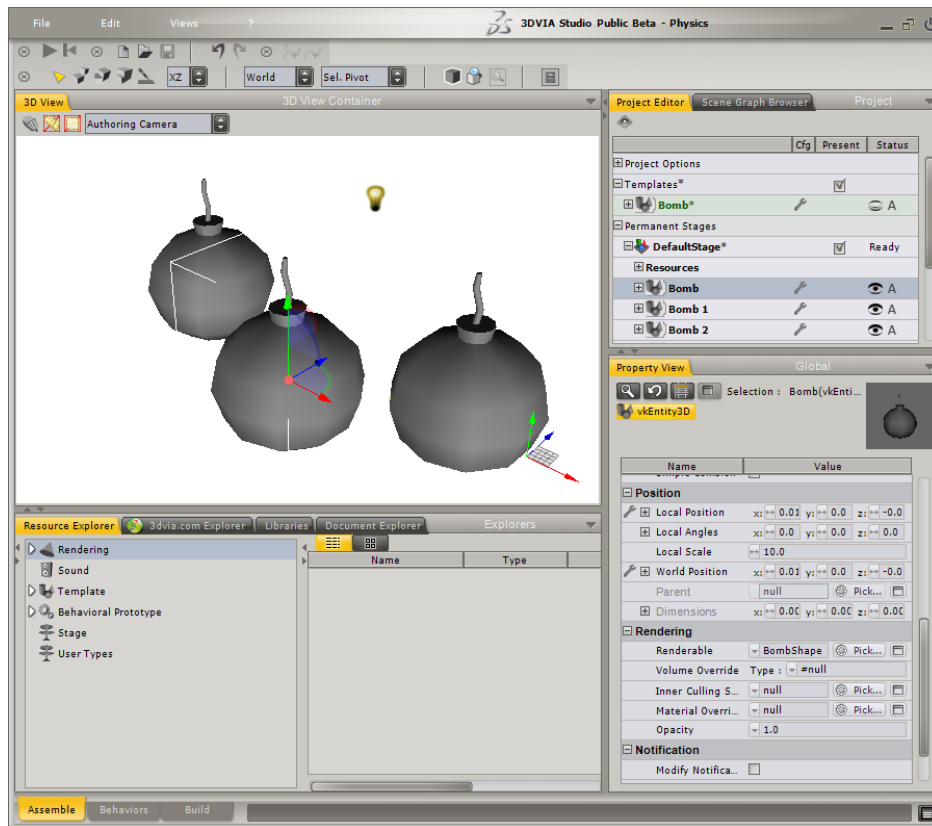 File Edit Views ? 3DVIA Studio Public Beta - Physics
XZ World Sel. Pivot
3D View 3D View Container
Authoring Camera
Project Editor Scene Graph Browser Project
Cfg Present Status
Project Options
Templates*
Bomb* A
Permanent Stages
DefaultStage* Ready
Resources
Bomb A
Bomb 1 A
Bomb 2 A
Property View Global
Selection : Bomb(vkEnti...
vkEntity3D
Name Value
Position
Local Position x: 0.01 y: 0.0 z: -0.0
Local Angles x: 0.0 y: 0.0 z: 0.0
Local Scale 10.0
World Position x: 0.01 y: 0.0 z: -0.0
Parent null Pick...
Dimensions x: 0.00 y: 0.00 z: 0.00
Rendering
Renderable BombShape Pick...
Volume Override Type : ≠null
Inner Culling S... null Pick...
Material Overri... null Pick...
Opacity 1.0
Notification
Modify Notifica...
Resource Explorer 3dvia.com Explorer Libraries Document Explorer Explorers
Rendering
Sound
Template
Behavioral Prototype
Stage
User Types
Name Type
Assemble Behaviors Build